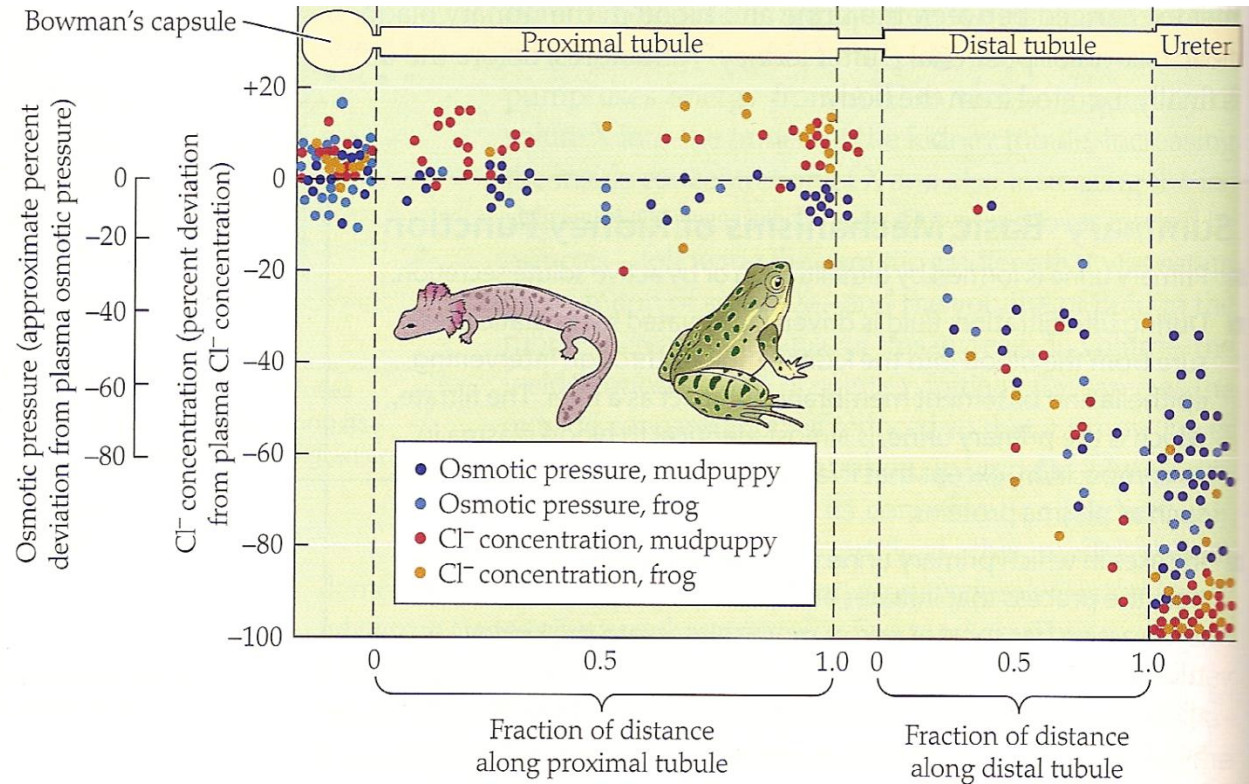 Bowman's capsule
Proximal tubule
Distal tubule
Ureter
Osmotic pressure (approximate percent
deviation from plasma osmotic pressure)
0
–20
–40
–60
–80
Cl– concentration (percent deviation
from plasma Cl– concentration)
+20
0
–20
–40
–60
–80
–100
Osmotic pressure, mudpuppy
Osmotic pressure, frog
Cl– concentration, mudpuppy
Cl– concentration, frog
0
0.5
1.0
0
0.5
1.0
Fraction of distance
along proximal tubule
Fraction of distance
along distal tubule